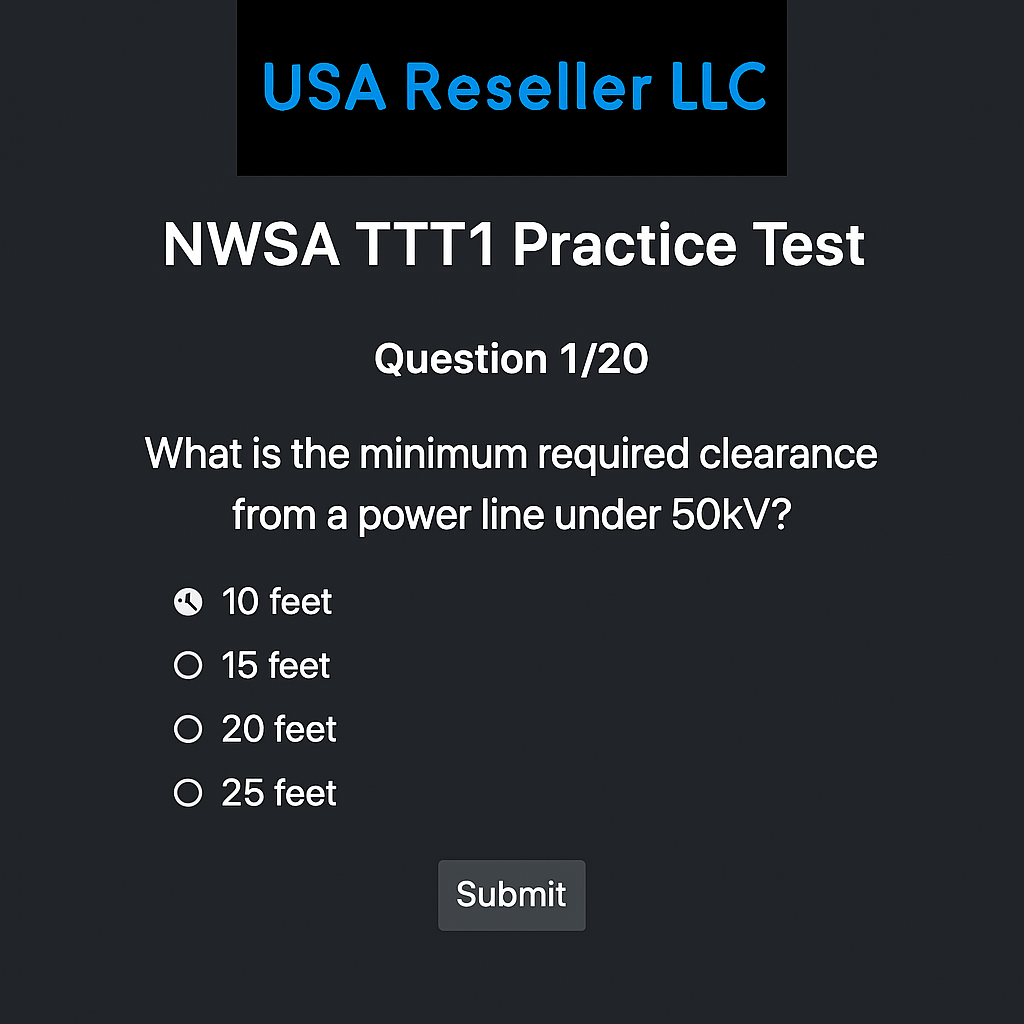 USA Reseller LLC
NWSA TTT1 Practice Test
Question 1/20
What is the minimum required clearance
from a power line under 50kV?
10 feet
15 feet
20 feet
25 feet
Submit